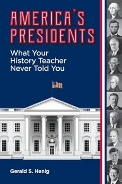 AMERICA'S
PRESIDENTS
What Your
History Teacher
Never Told You
Gerald S. Henig